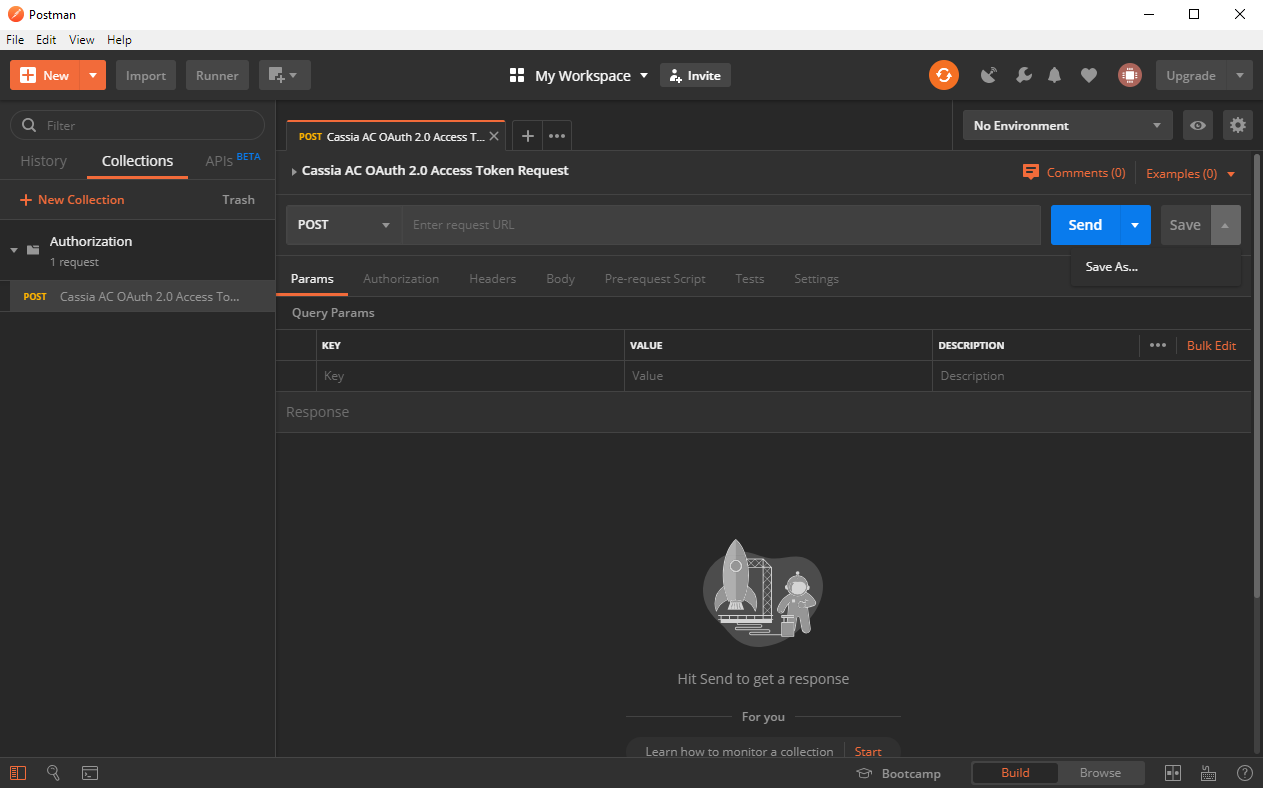 Postman
File Edit View Help
New Import Runner My Workspace Invite Upgrade
Filter
History Collections APIs BETA
New Collection Trash
Authorization
1 request
POST Cassia AC OAuth 2.0 Access To...
POST Cassia AC OAuth 2.0 Access T... No Environment
Cassia AC OAuth 2.0 Access Token Request Comments (0) Examples (0)
POST Enter request URL Send Save
Save As...
Params Authorization Headers Body Pre-request Script Tests Settings
Query Params
KEY VALUE DESCRIPTION Bulk Edit
Key Value Description
Response
Hit Send to get a response
For you
Learn how to monitor a collection Start
Bootcamp Build Browse